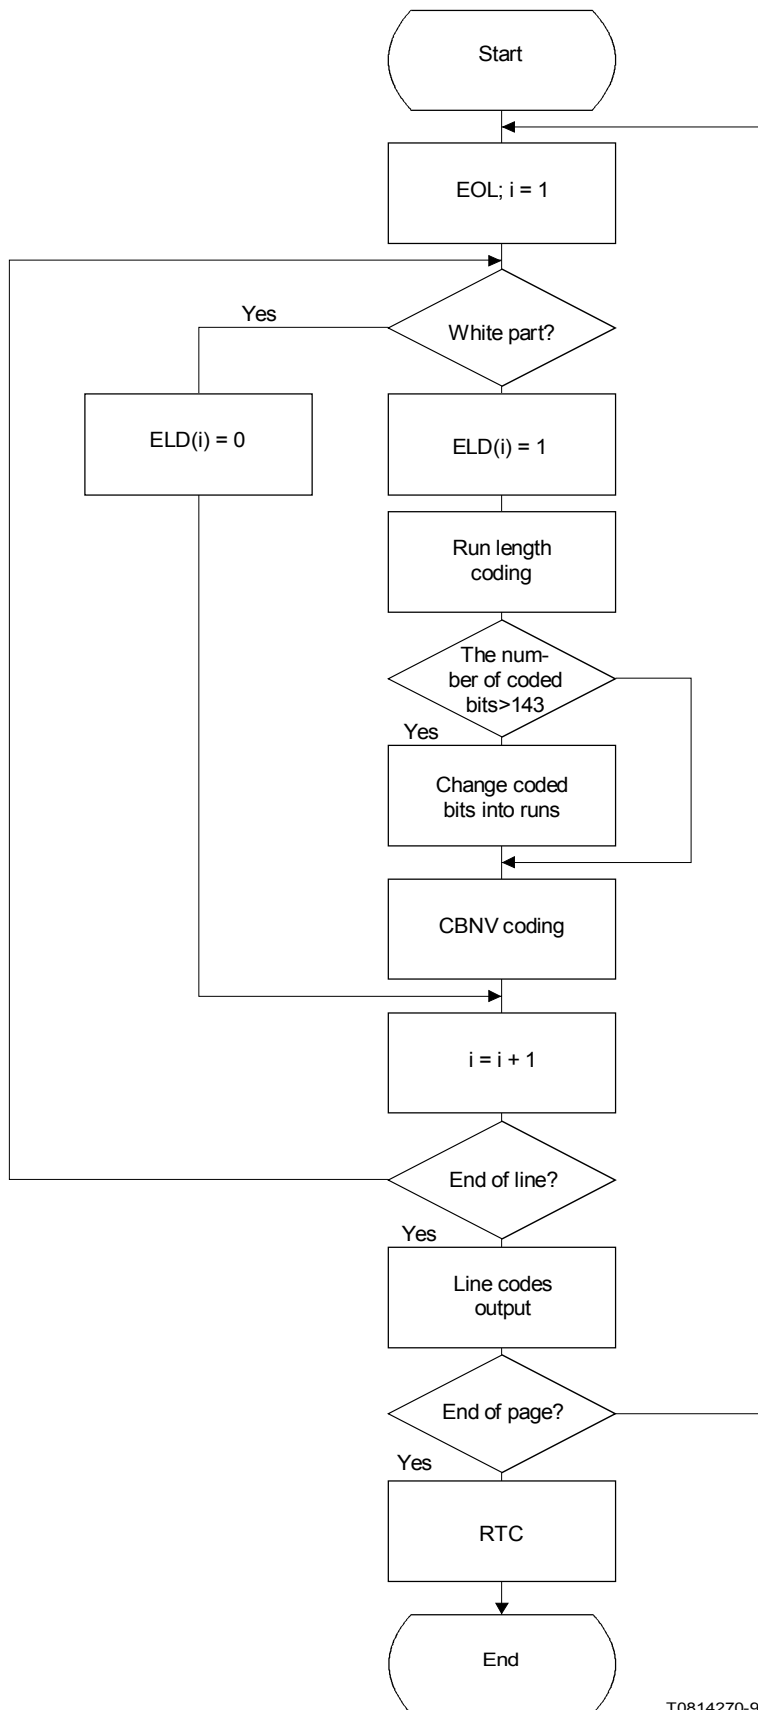 Start
EOL; i = 1
Yes
White part?
ELD(i) = 0
ELD(i) = 1
Run length
coding
The num-
ber of coded
bits>143
Yes
Change coded
bits into runs
CBNV coding
i = i + 1
End of line?
Yes
Line codes
output
End of page?
Yes
RTC
End
T0814270-9